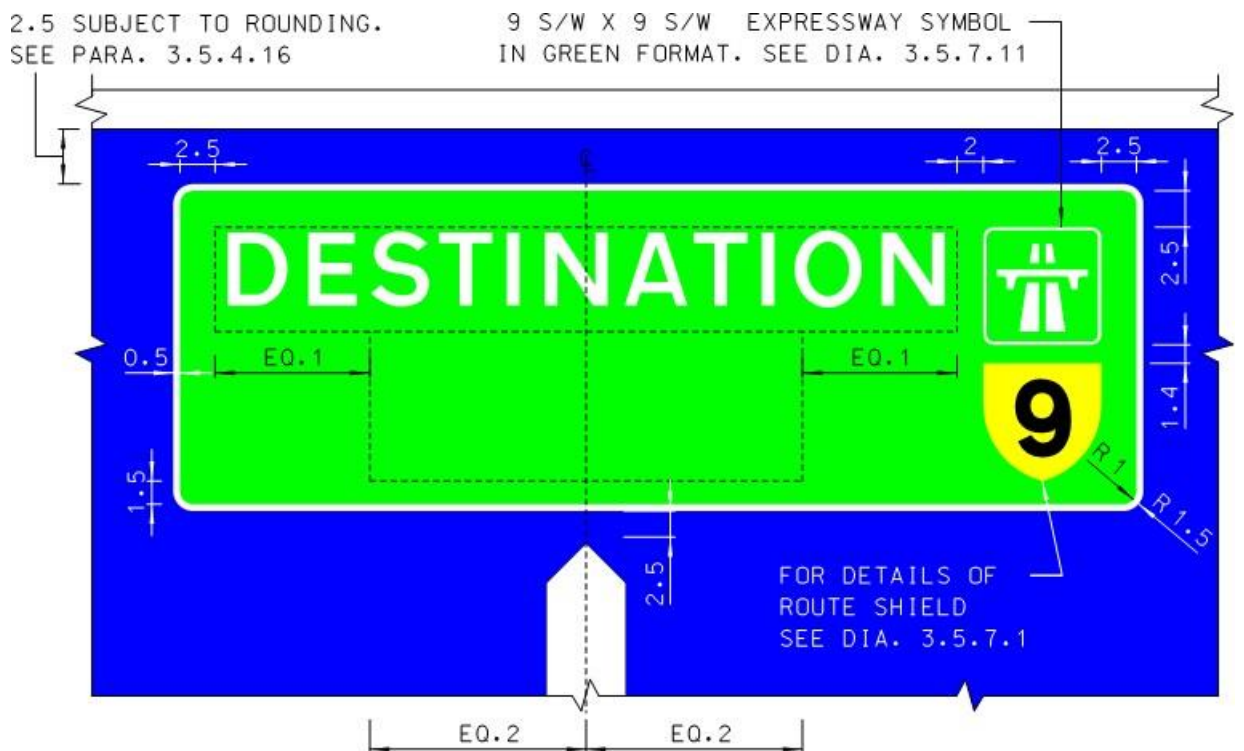 2.5 SUBJECT TO ROUNDING.
SEE PARA. 3.5.4.16
9 S/W X 9 S/W EXPRESSWAY SYMBOL
IN GREEN FORMAT. SEE DIA. 3.5.7.11
2.5
℄
2
2.5
DESTINATION
2.5
0.5
EQ.1
EQ.1
1.4
9
1.5
R 1
R 1.5
2.5
FOR DETAILS OF
ROUTE SHIELD
SEE DIA. 3.5.7.1
EQ.2
EQ.2